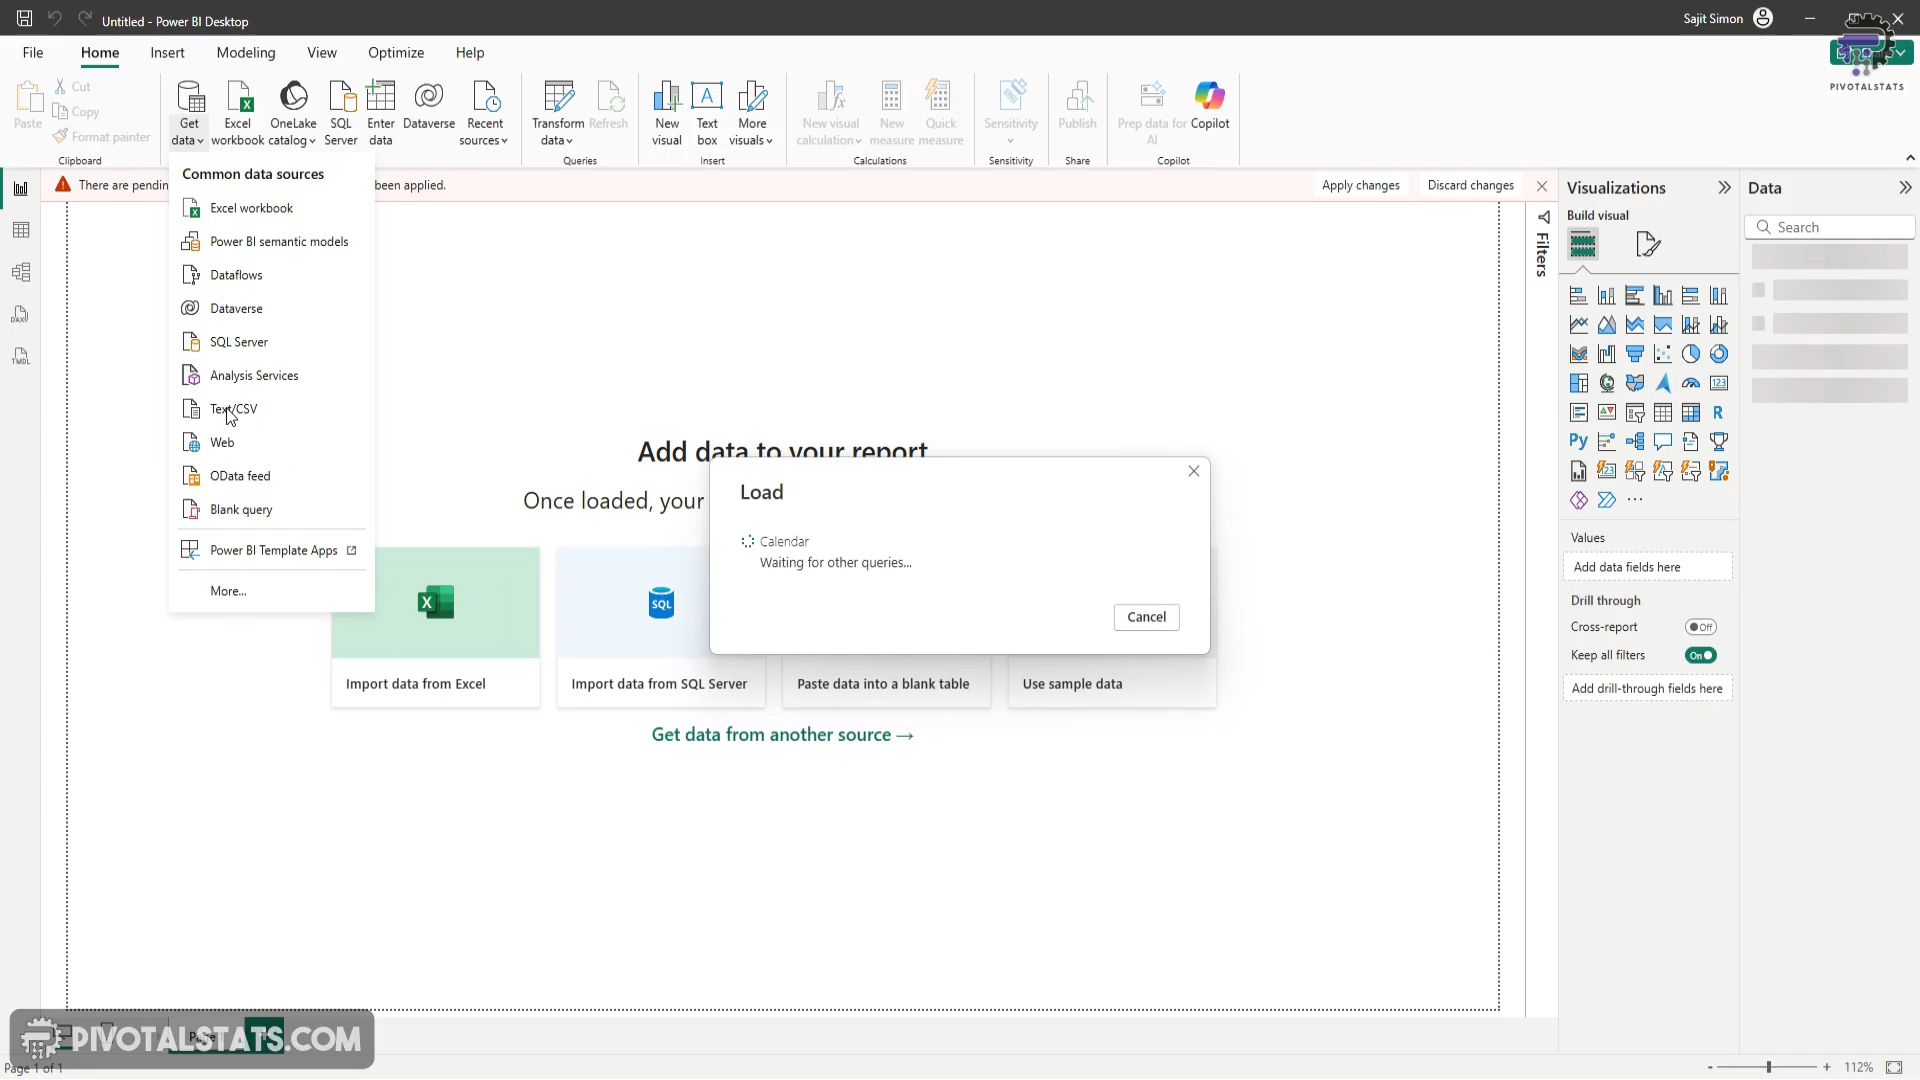 Untitled - Power BI Desktop
Sajit Simon
File Home Insert Modeling View Optimize Help
PIVOTALSTATS
Paste
Cut
Copy
Format painter
Clipboard
Get data
Excel workbook
OneLake catalog
SQL Server
Enter data
Dataverse
Recent sources
Transform data
Refresh
Queries
New visual
Text box
More visuals
Insert
New visual calculation
New measure
Quick measure
Calculations
Sensitivity
Sensitivity
Publish
Share
Prep data for AI
Copilot
Copilot
There are pendin
been applied.
Apply changes
Discard changes
Common data sources
Excel workbook
Power BI semantic models
Dataflows
Dataverse
SQL Server
Analysis Services
Text/CSV
Web
OData feed
Blank query
Power BI Template Apps
More...
DAX
TMDL
Add data to your report
Once loaded, your
SQL
Import data from Excel
Import data from SQL Server
Paste data into a blank table
Use sample data
Get data from another source →
Load
Calendar
Waiting for other queries...
Cancel
Filters
Visualizations
Build visual
123
R
Py
123
Values
Add data fields here
Drill through
Cross-report
Off
Keep all filters
On
Add drill-through fields here
Data
Search
PIVOTALSTATS.COM
Page 1 of 1
- + 112%